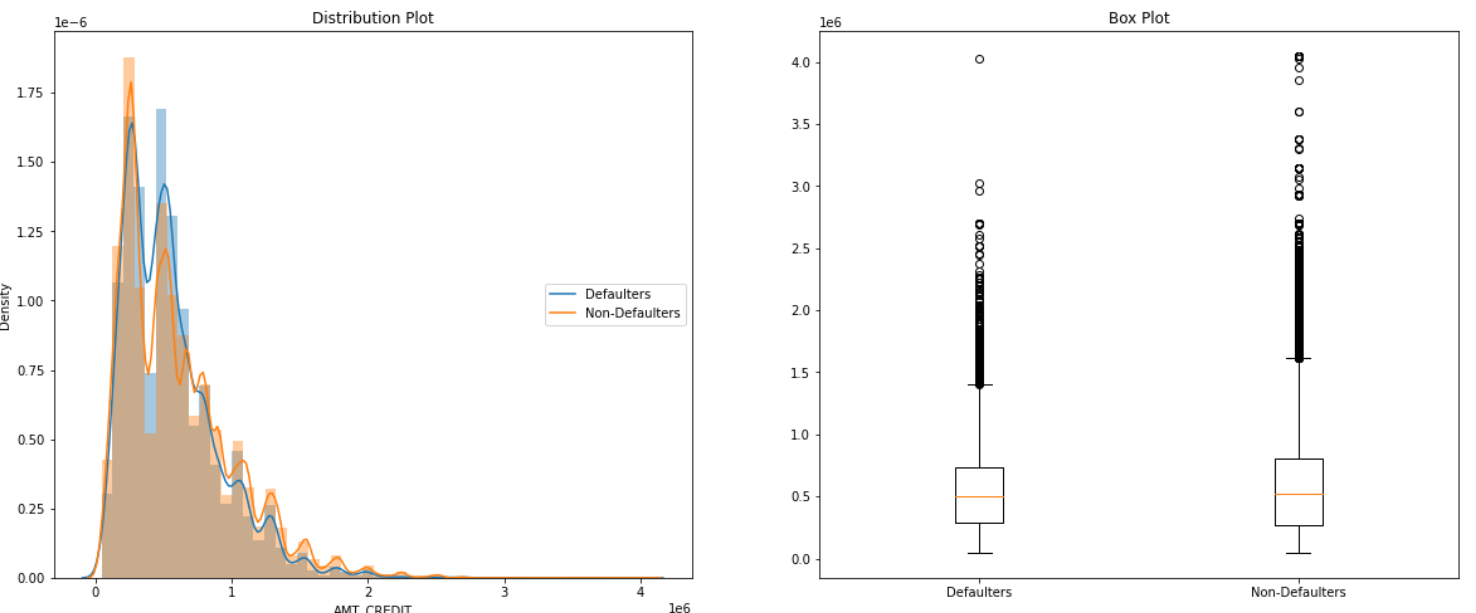 Distribution Plot
1e−6
Density
1.75
1.50
1.25
1.00
0.75
0.50
0.25
0.00
0
1
2
3
4
1e6
AMT_CREDIT
Defaulters
Non-Defaulters
Box Plot
1e6
4.0
3.5
3.0
2.5
2.0
1.5
1.0
0.5
0.0
Defaulters
Non-Defaulters